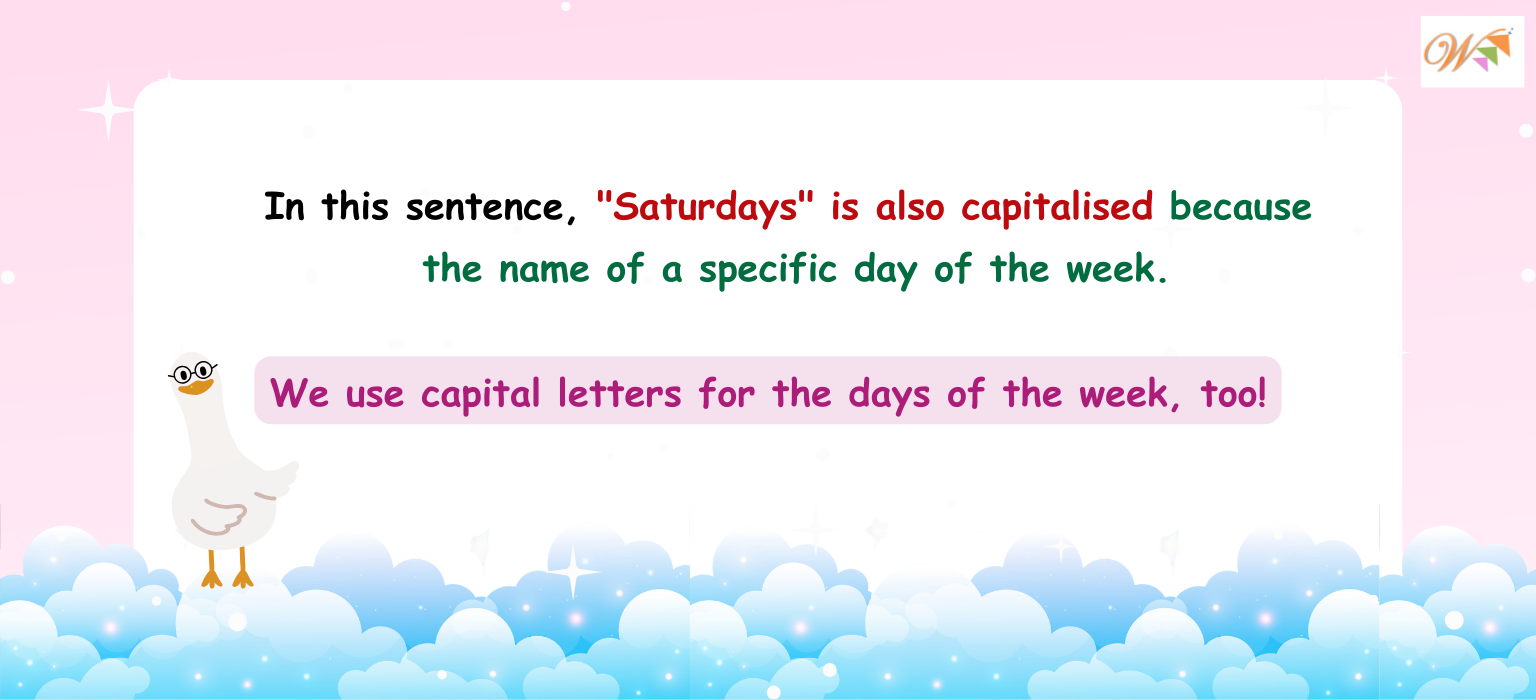 W
In this sentence, "Saturdays" is also capitalised because
the name of a specific day of the week.
We use capital letters for the days of the week, too!